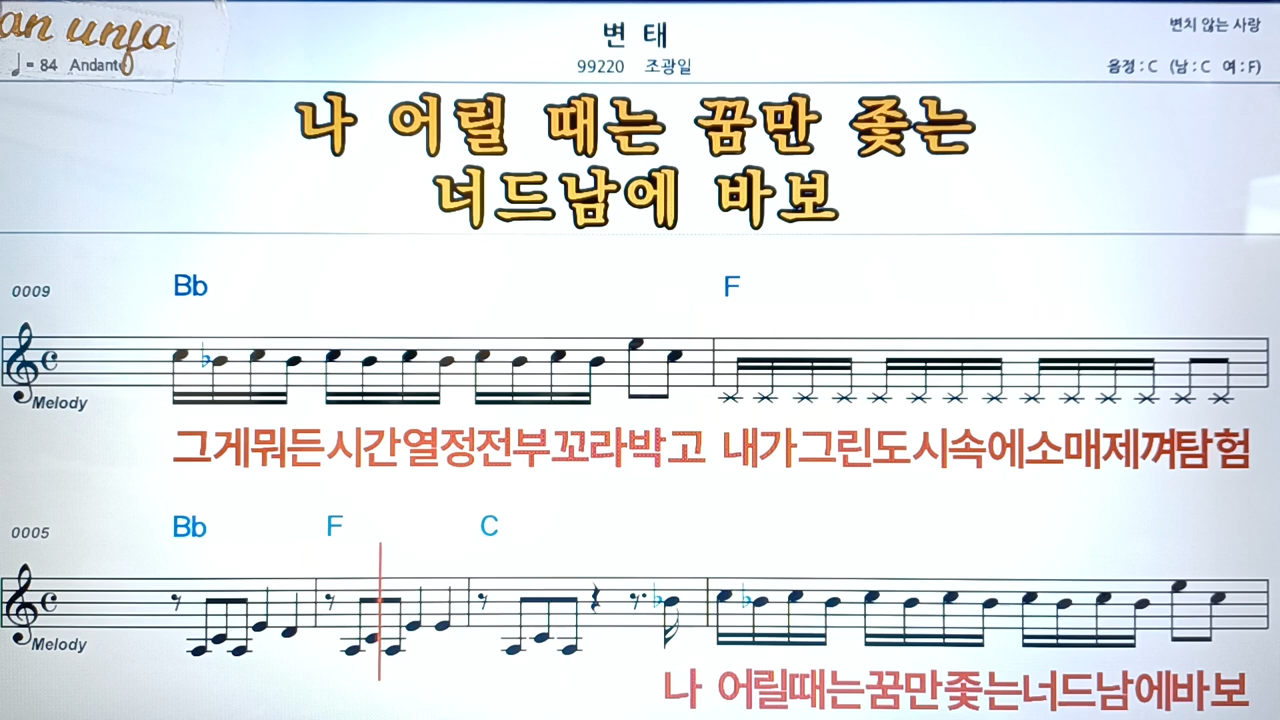 an unfa
변치 않는 사랑
변 태
♩= 84 Andante
99220 조광일
음정 : C (남 : C 여 : F)
나 어릴 때는 꿈만 좇는
너드남에 바보
0009 Bb F
Melody
그게뭐든시간열정전부꼬라박고 내가그린도시속에소매제껴탐험
0005 Bb F C
Melody
나 어릴때는꿈만좇는너드남에바보